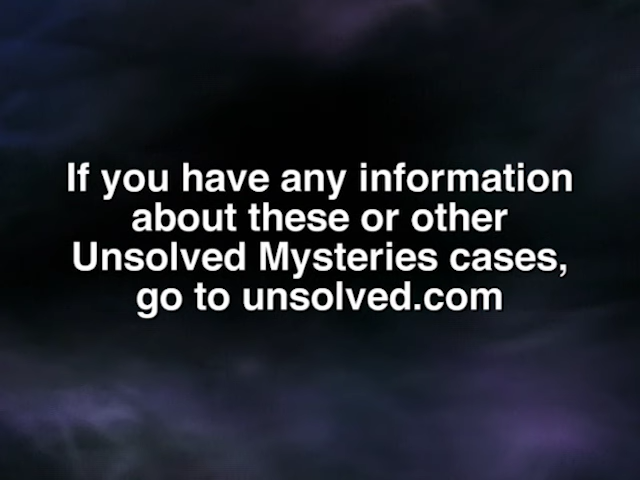 If you have any information
about these or other
Unsolved Mysteries cases,
go to unsolved.com